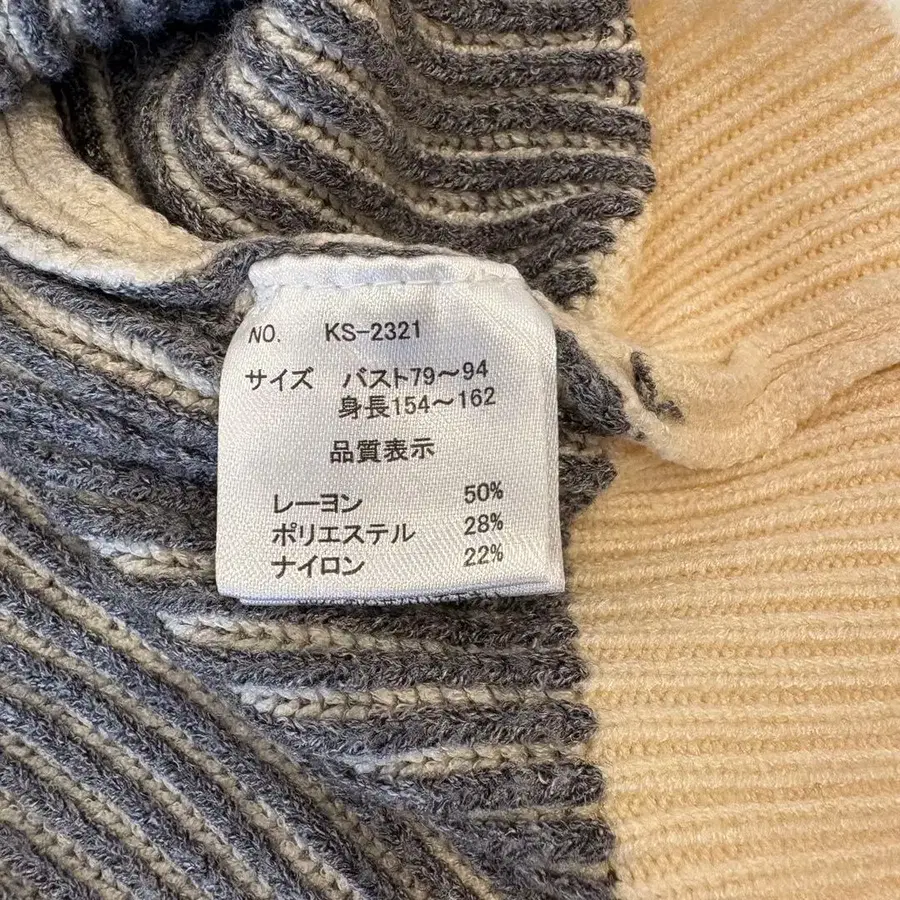 NO. KS-2321
サイズ バスト79～94
身長154～162
品質表示
レーヨン 50%
ポリエステル 28%
ナイロン 22%